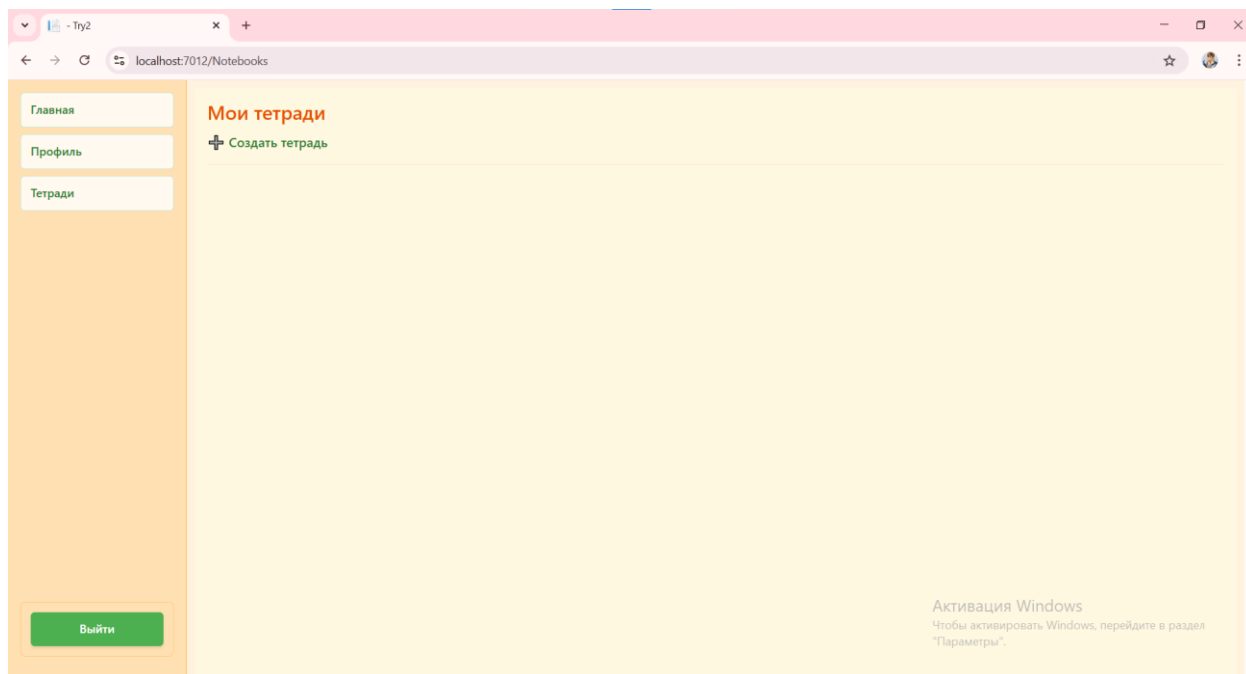 - Try2
localhost:7012/Notebooks
Главная
Профиль
Тетради
Выйти
Мои тетради
Создать тетрадь
Активация Windows
Чтобы активировать Windows, перейдите в раздел
"Параметры".